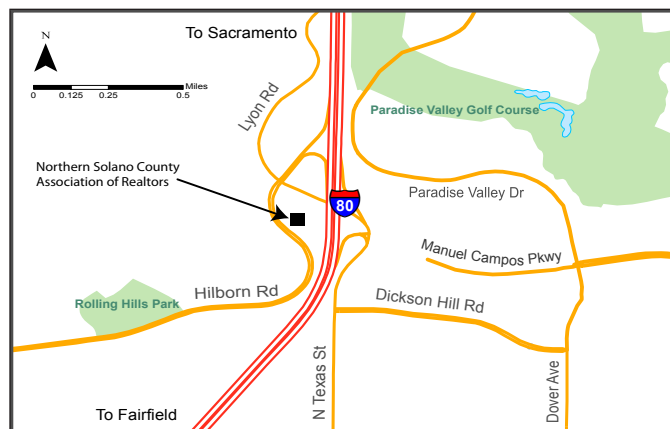 To Sacramento
N
Miles
0 0.125 0.25 0.5
Lyon Rd
Paradise Valley Golf Course
Northern Solano County
Association of Realtors
80
Paradise Valley Dr
Manuel Campos Pkwy
Hilborn Rd
Rolling Hills Park
Dickson Hill Rd
N Texas St
Dover Ave
To Fairfield